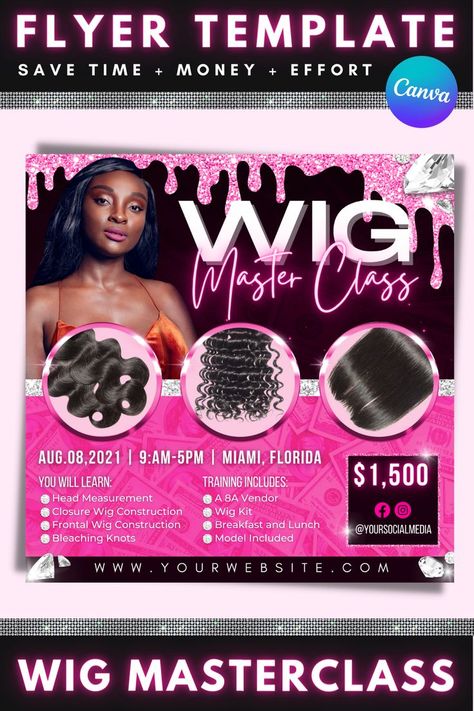 FLYER TEMPLATE
SAVE TIME + MONEY + EFFORT
Canva
WIG
Master Class
AUG.08,2021 | 9:AM-5PM | MIAMI, FLORIDA
YOU WILL LEARN:
Head Measurement
Closure Wig Construction
Frontal Wig Construction
Bleaching Knots
TRAINING INCLUDES:
A 8A Vendor
Wig Kit
Breakfast and Lunch
Model Included
$1,500
@YOURSOCIALMEDIA
WWW.YOURWEBSITE.COM
WIG MASTERCLASS